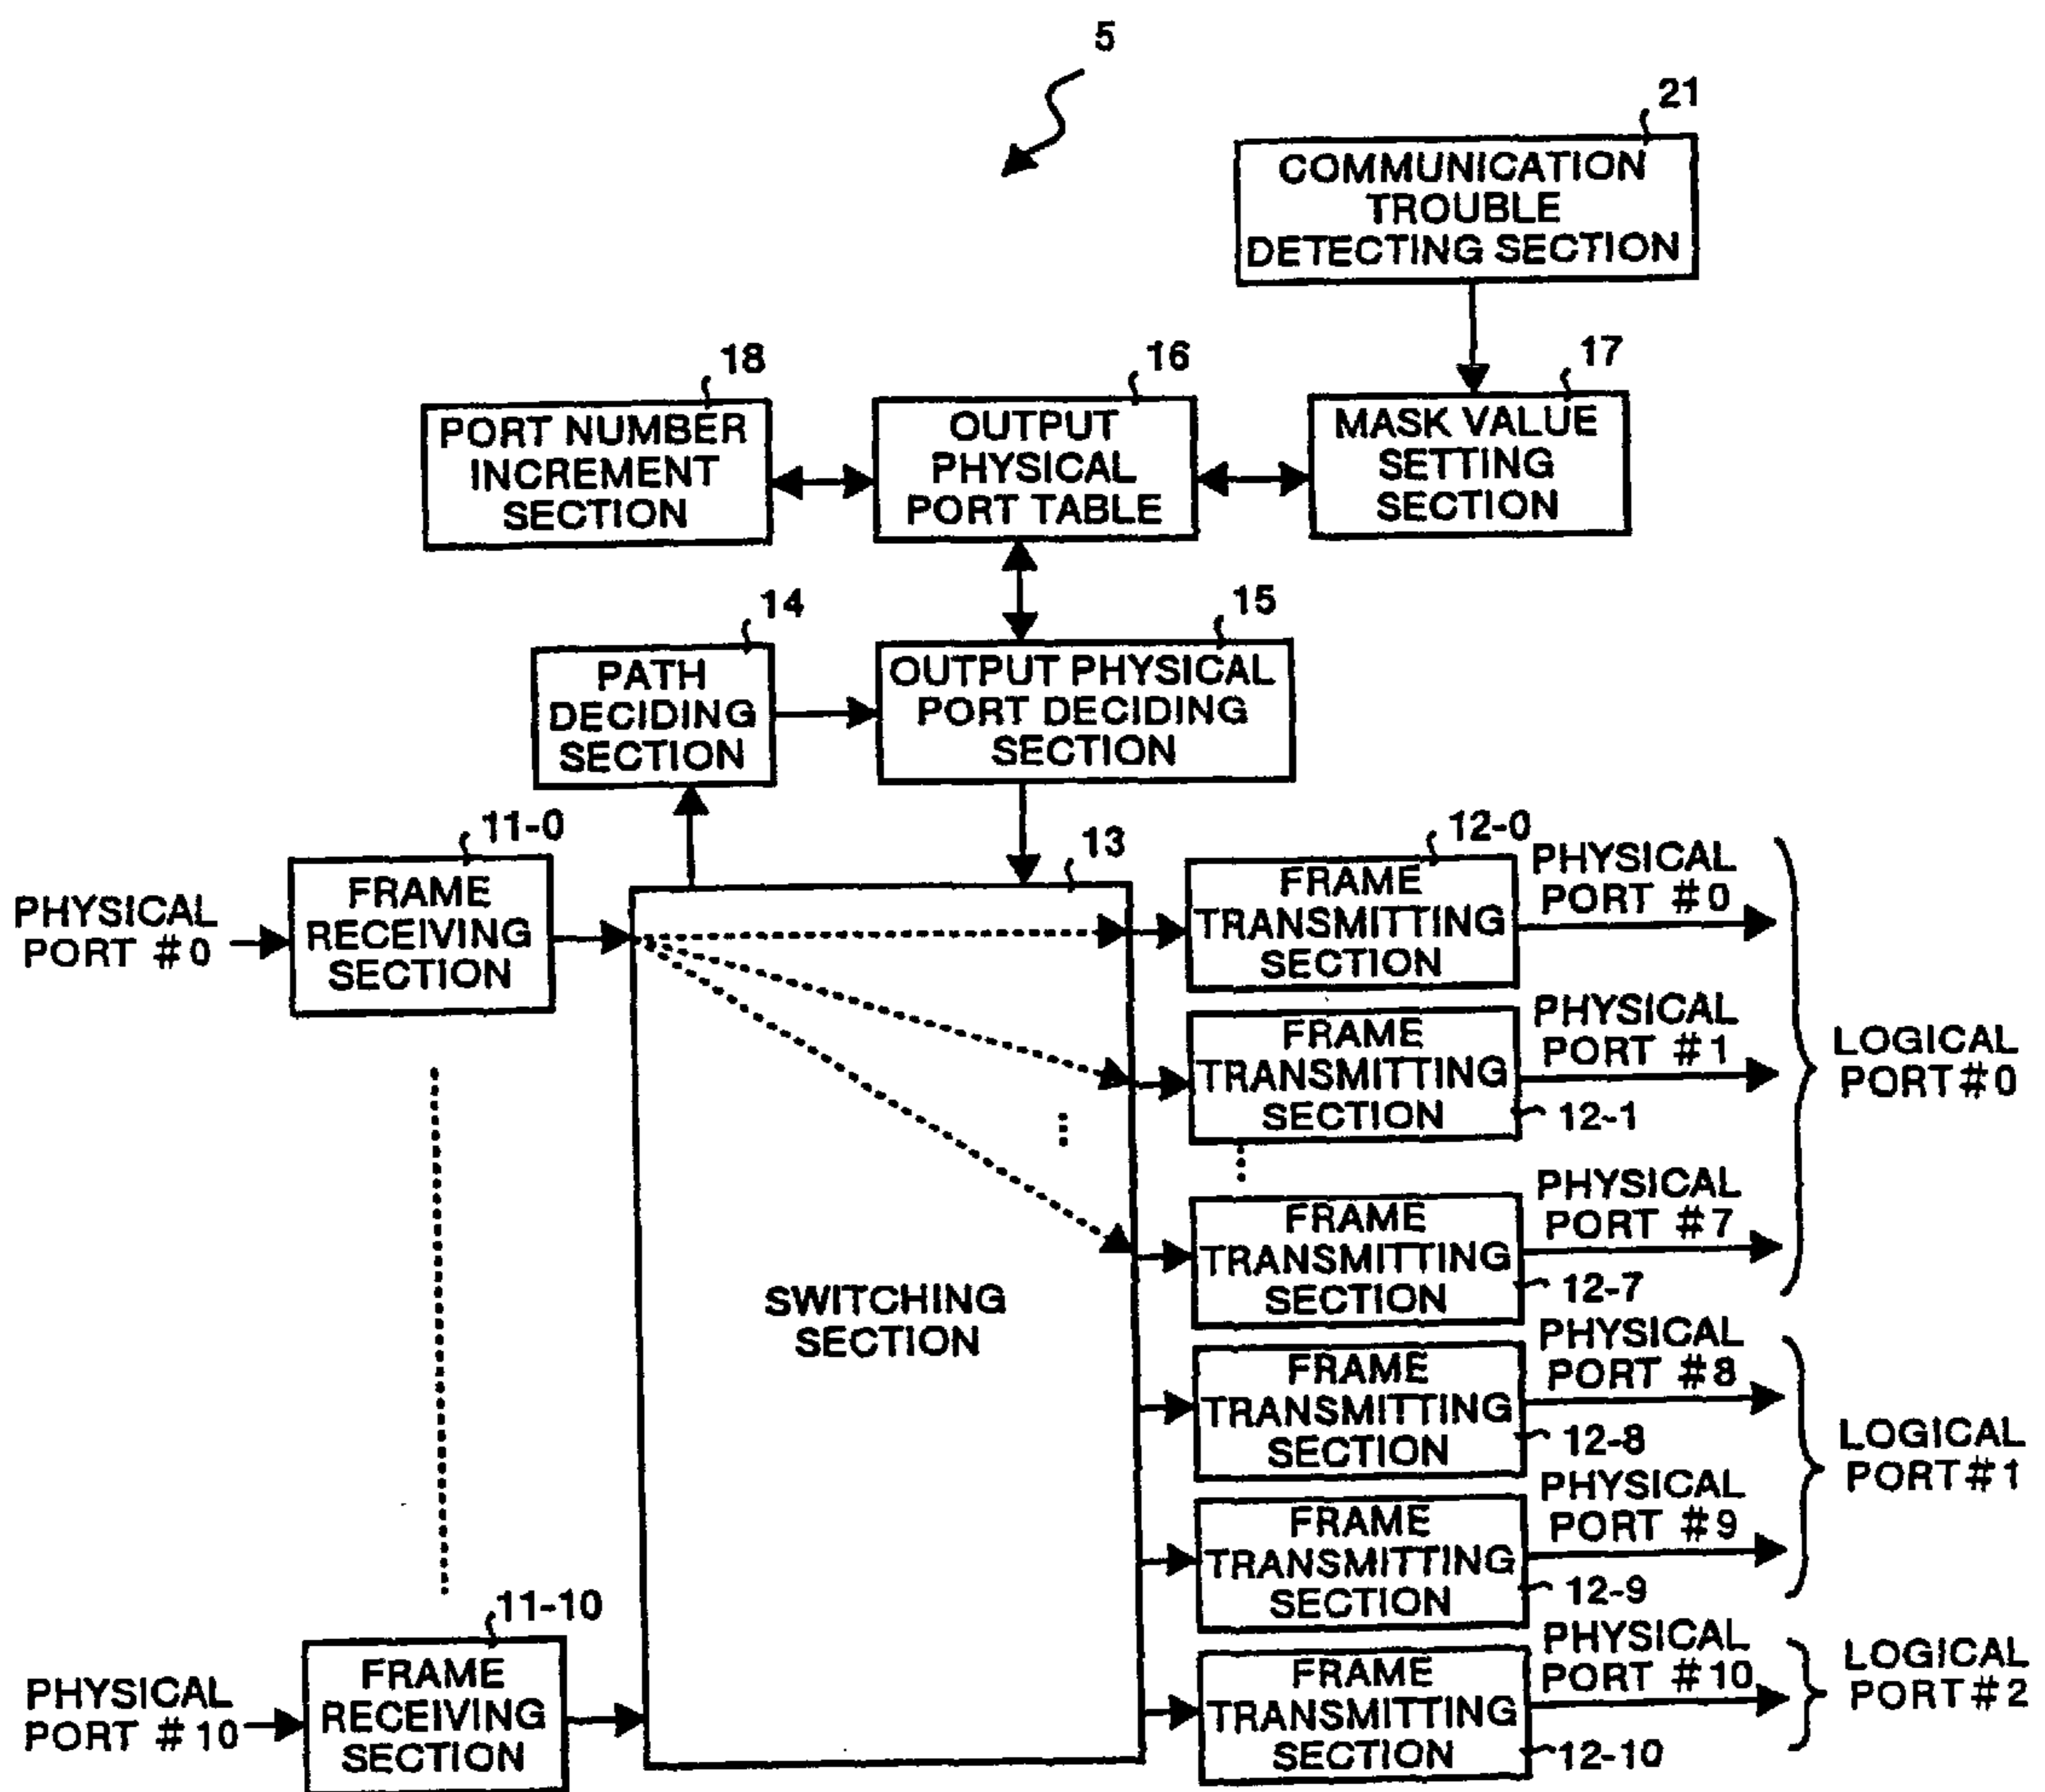 5
21
COMMUNICATION
TROUBLE
DETECTING SECTION
18
PORT NUMBER
INCREMENT
SECTION
16
OUTPUT
PHYSICAL
PORT TABLE
17
MASK VALUE
SETTING
SECTION
14
PATH
DECIDING
SECTION
15
OUTPUT PHYSICAL
PORT DECIDING
SECTION
PHYSICAL
PORT #0
11-0
FRAME
RECEIVING
SECTION
13
SWITCHING
SECTION
12-0
FRAME
TRANSMITTING
SECTION
PHYSICAL
PORT #0
FRAME
TRANSMITTING
SECTION
12-1
PHYSICAL
PORT #1
LOGICAL
PORT#0
FRAME
TRANSMITTING
SECTION
12-7
PHYSICAL
PORT #7
FRAME
TRANSMITTING
SECTION
12-8
PHYSICAL
PORT #8
LOGICAL
PORT#1
FRAME
TRANSMITTING
SECTION
12-9
PHYSICAL
PORT #9
PHYSICAL
PORT #10
11-10
FRAME
RECEIVING
SECTION
FRAME
TRANSMITTING
SECTION
12-10
PHYSICAL
PORT #10
LOGICAL
PORT#2